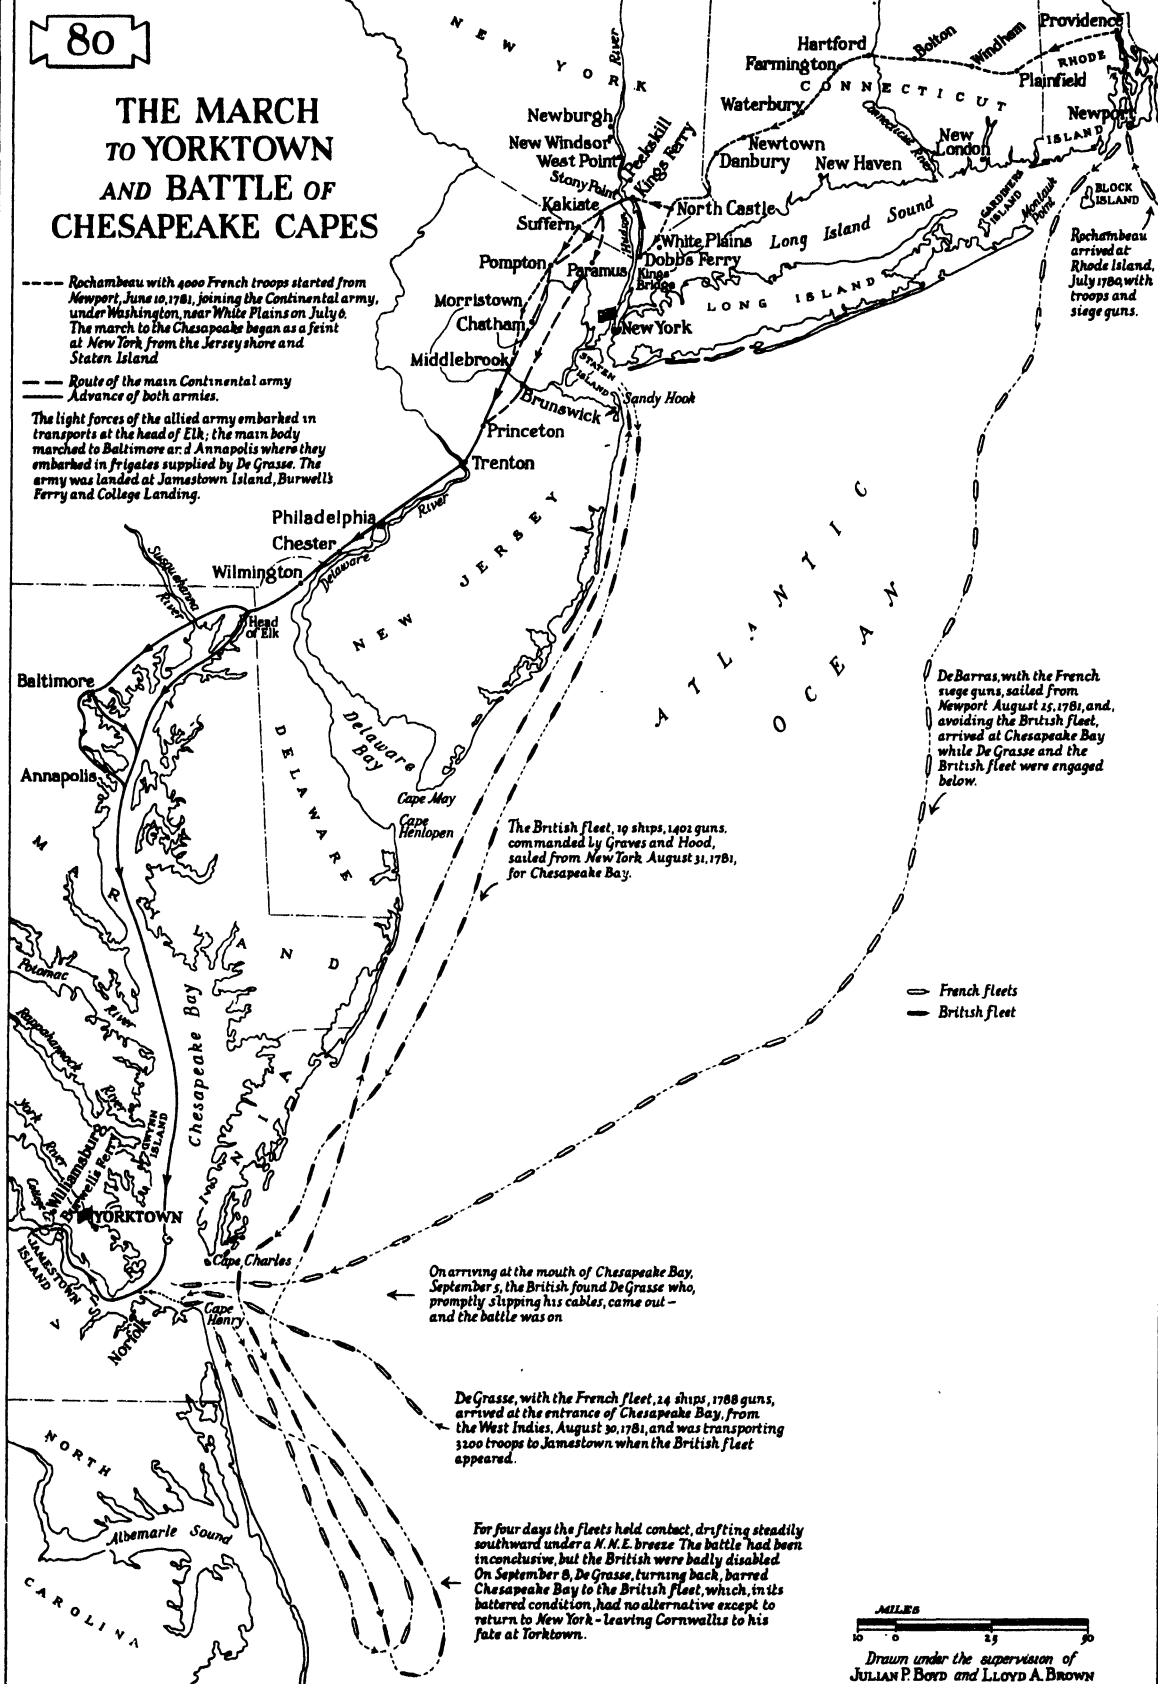 80
THE MARCH
TO YORKTOWN
AND BATTLE OF
CHESAPEAKE CAPES
Rochambeau with 4000 French troops started from
Newport, June 10, 1781, joining the Continental army,
under Washington, near White Plains on July 6.
The march to the Chesapeake began as a feint
at New York from the Jersey shore and
Staten Island
Route of the main Continental army
Advance of both armies.
The light forces of the allied army embarked in
transports at the head of Elk; the main body
marched to Baltimore and Annapolis where they
embarked in frigates supplied by De Grasse. The
army was landed at Jamestown Island, Burwell's
Ferry and College Landing.
NEW YORK
River
Hartford
Farmington
Bolton
Windham
Providence
RHODE
Plainfield
CONNECTICUT
Waterbury
Newport
ISLAND
Connecticut River
New
London
Newburgh
New Windsor
West Point
Stony Point
Peekskill
Kings Ferry
Newtown
Danbury
New Haven
Kakiate
Suffern
North Castle
Hudson
White Plains
Long Island Sound
GARDINERS
ISLAND
Montauk
Point
BLOCK
ISLAND
Rochambeau
arrived at
Rhode Island,
July 1780, with
troops and
siege guns.
Pompton
Paramus
Dobbs Ferry
Kings
Bridge
LONG ISLAND
Morristown
Chatham
New York
Middlebrook
STATEN
ISLAND
Brunswick
Sandy Hook
Princeton
Trenton
River
Philadelphia
Chester
Delaware
Wilmington
NEW JERSEY
ATLANTIC
OCEAN
Susquehanna
River
Head
of Elk
Baltimore
Annapolis
DELAWARE
Delaware
Bay
Cape May
Cape
Henlopen
De Barras, with the French
siege guns, sailed from
Newport August 25, 1781, and,
avoiding the British fleet,
arrived at Chesapeake Bay
while De Grasse and the
British fleet were engaged
below.
The British fleet, 19 ships, 1402 guns,
commanded by Graves and Hood,
sailed from New York August 31, 1781,
for Chesapeake Bay.
MARYLAND
Potomac
River
Rappahannock
River
Chesapeake Bay
French fleets
British fleet
York
River
GWYNN
ISLAND
Williamsburg
Burwell's Ferry
College
YORKTOWN
JAMESTOWN
ISLAND
Cape Charles
Cape
Henry
Norfolk
On arriving at the mouth of Chesapeake Bay,
September 5, the British found De Grasse who,
promptly slipping his cables, came out –
and the battle was on
De Grasse, with the French fleet, 24 ships, 1788 guns,
arrived at the entrance of Chesapeake Bay, from
the West Indies, August 30, 1781, and was transporting
3200 troops to Jamestown when the British fleet
appeared.
For four days the fleets held contact, drifting steadily
southward under a N.N.E. breeze The battle had been
inconclusive, but the British were badly disabled
On September 8, De Grasse, turning back, barred
Chesapeake Bay to the British fleet, which, in its
battered condition, had no alternative except to
return to New York – leaving Cornwallis to his
fate at Yorktown.
NORTH
CAROLINA
Albemarle Sound
MILES
10 0 25 50
Drawn under the supervision of
JULIAN P. BOYD and LLOYD A. BROWN